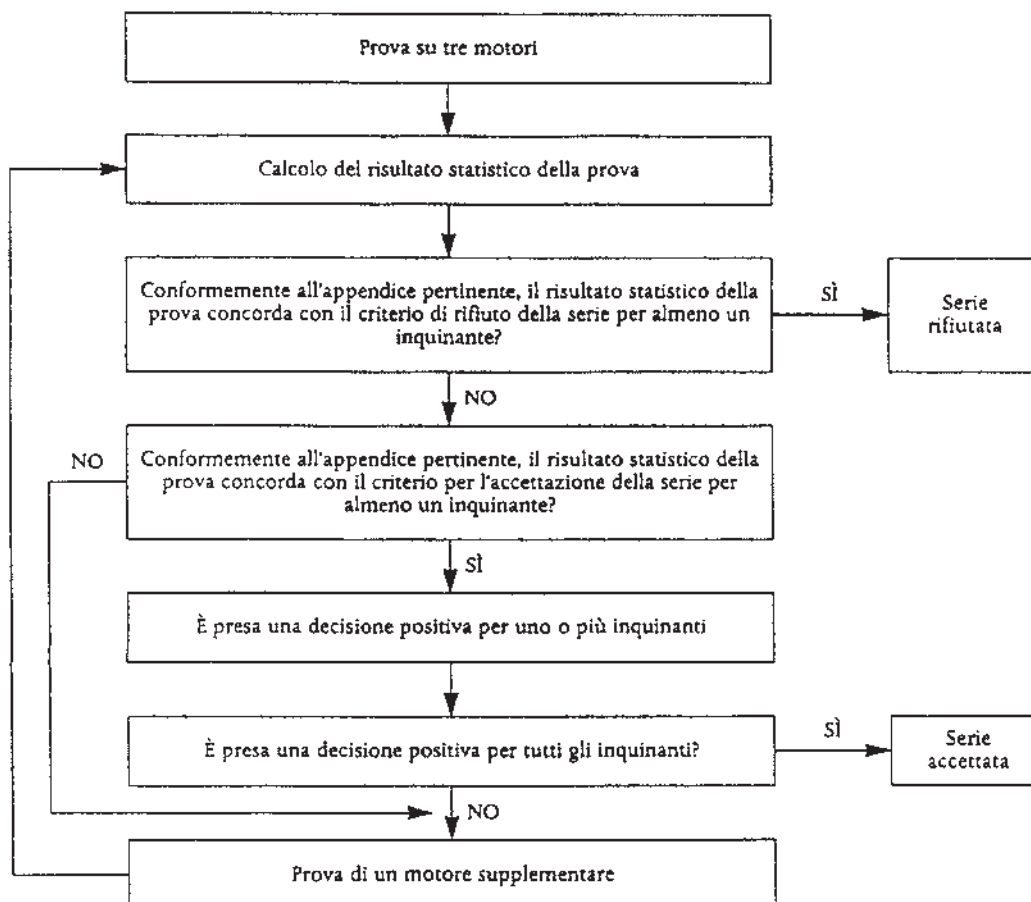 Prova su tre motori
Calcolo del risultato statistico della prova
Conformemente all'appendice pertinente, il risultato statistico della
prova concorda con il criterio di rifiuto della serie per almeno un
inquinante?
SÌ
Serie
rifiutata
NO
NO
Conformemente all'appendice pertinente, il risultato statistico della
prova concorda con il criterio per l'accettazione della serie per
almeno un inquinante?
SÌ
È presa una decisione positiva per uno o più inquinanti
È presa una decisione positiva per tutti gli inquinanti?
SÌ
Serie
accettata
NO
Prova di un motore supplementare